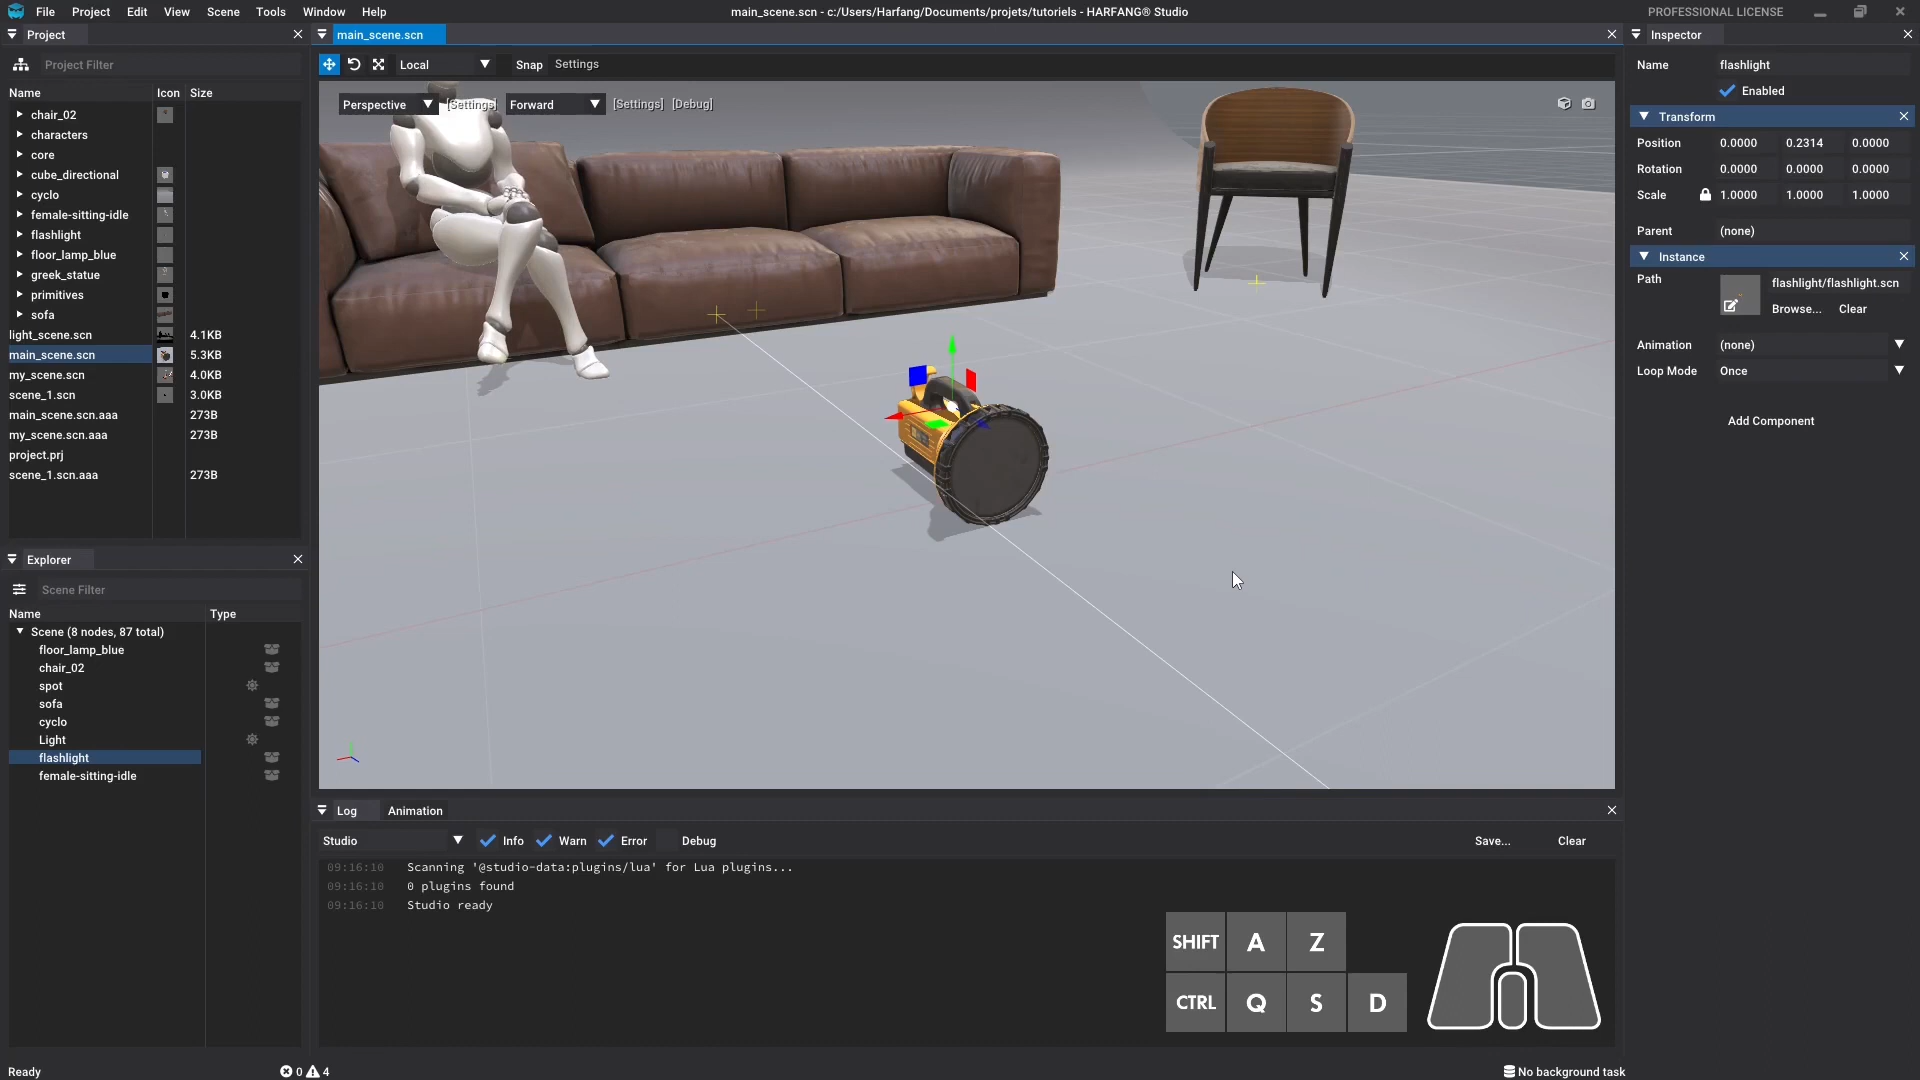 File Project Edit View Scene Tools Window Help
main_scene.scn - c:/Users/Harfang/Documents/projets/tutoriels - HARFANG® Studio
PROFESSIONAL LICENSE
Project
Project Filter
Name Icon Size
chair_02
characters
core
cube_directional
cyclo
female-sitting-idle
flashlight
floor_lamp_blue
greek_statue
primitives
sofa
light_scene.scn 4.1KB
main_scene.scn 5.3KB
my_scene.scn 4.0KB
scene_1.scn 3.0KB
main_scene.scn.aaa 273B
my_scene.scn.aaa 273B
project.prj
scene_1.scn.aaa 273B
Explorer
Scene Filter
Name Type
Scene (8 nodes, 87 total)
floor_lamp_blue
chair_02
spot
sofa
cyclo
Light
flashlight
female-sitting-idle
main_scene.scn
Local Snap Settings
Perspective [Settings] Forward [Settings] [Debug]
Log Animation
Studio Info Warn Error Debug Save... Clear
09:16:10 Scanning '@studio-data:plugins/lua' for Lua plugins...
09:16:10 0 plugins found
09:16:10 Studio ready
SHIFT A Z
CTRL Q S D
Inspector
Name flashlight
Enabled
Transform
Position 0.0000 0.2314 0.0000
Rotation 0.0000 0.0000 0.0000
Scale 1.0000 1.0000 1.0000
Parent (none)
Instance
Path flashlight/flashlight.scn
Browse... Clear
Animation (none)
Loop Mode Once
Add Component
Ready 0 4 No background task